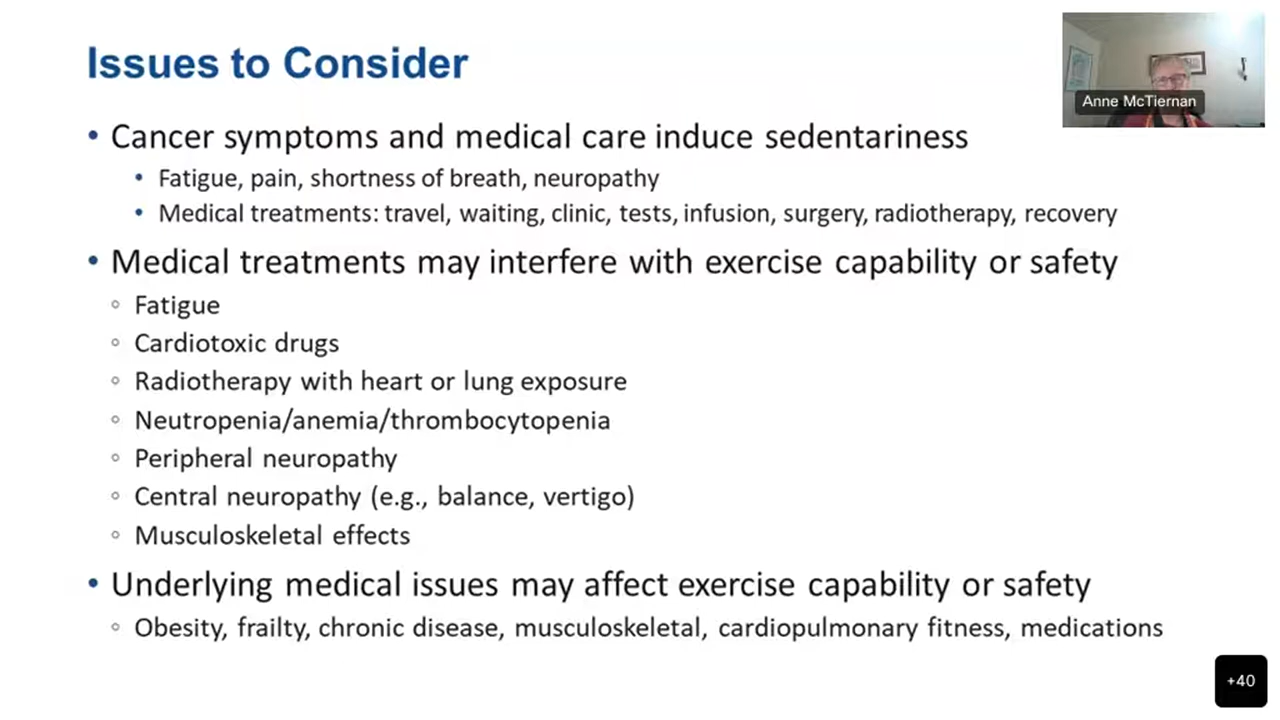 Issues to Consider
Anne McTiernan
• Cancer symptoms and medical care induce sedentariness
• Fatigue, pain, shortness of breath, neuropathy
• Medical treatments: travel, waiting, clinic, tests, infusion, surgery, radiotherapy, recovery
• Medical treatments may interfere with exercise capability or safety
◦ Fatigue
◦ Cardiotoxic drugs
◦ Radiotherapy with heart or lung exposure
◦ Neutropenia/anemia/thrombocytopenia
◦ Peripheral neuropathy
◦ Central neuropathy (e.g., balance, vertigo)
◦ Musculoskeletal effects
• Underlying medical issues may affect exercise capability or safety
◦ Obesity, frailty, chronic disease, musculoskeletal, cardiopulmonary fitness, medications
+40